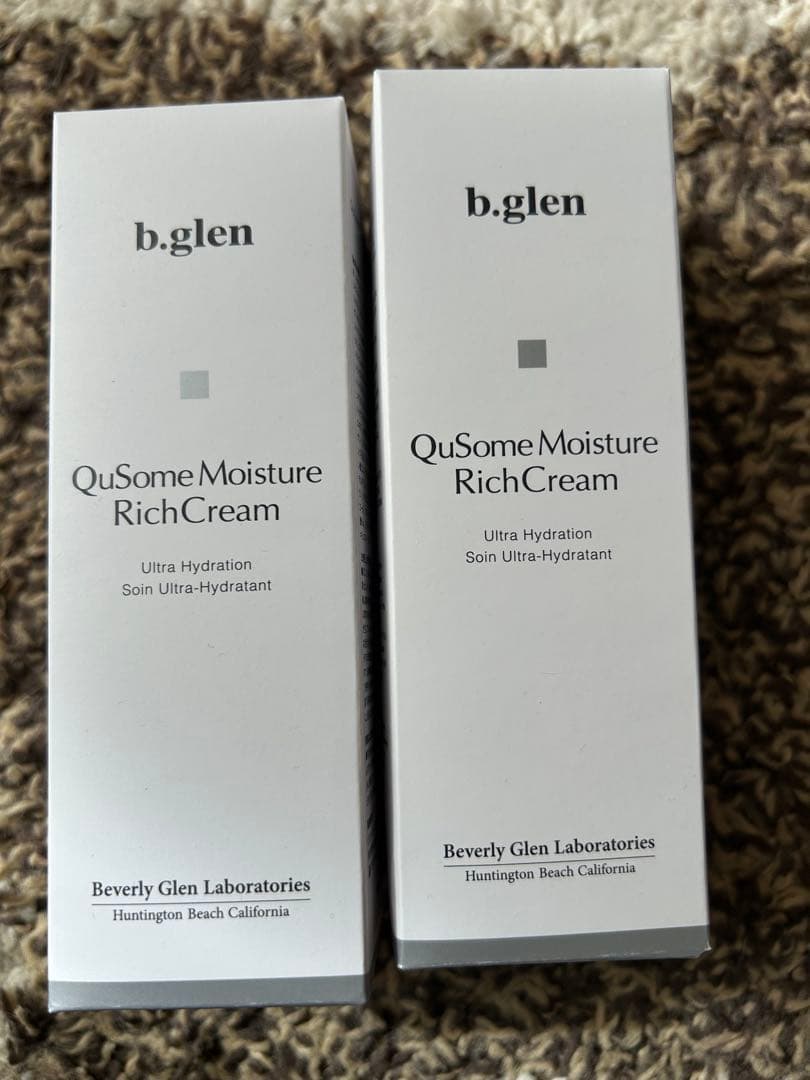 b.glen
QuSome Moisture
RichCream
Ultra Hydration
Soin Ultra-Hydratant
Beverly Glen Laboratories
Huntington Beach California
b.glen
QuSome Moisture
RichCream
Ultra Hydration
Soin Ultra-Hydratant
Beverly Glen Laboratories
Huntington Beach California